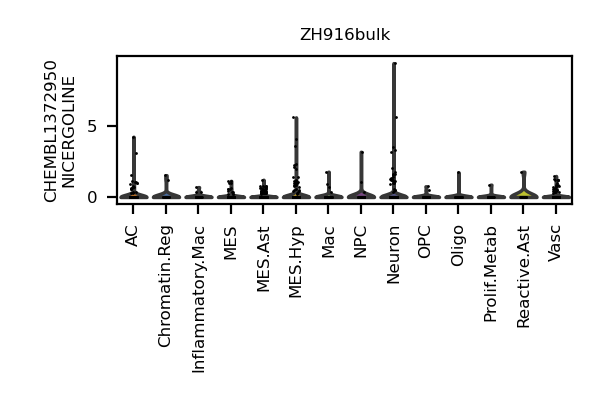 ZH916bulk
CHEMBL1372950
NICERGOLINE
5
0
AC
Chromatin.Reg
Inflammatory.Mac
MES
MES.Ast
MES.Hyp
Mac
NPC
Neuron
OPC
Oligo
Prolif.Metab
Reactive.Ast
Vasc